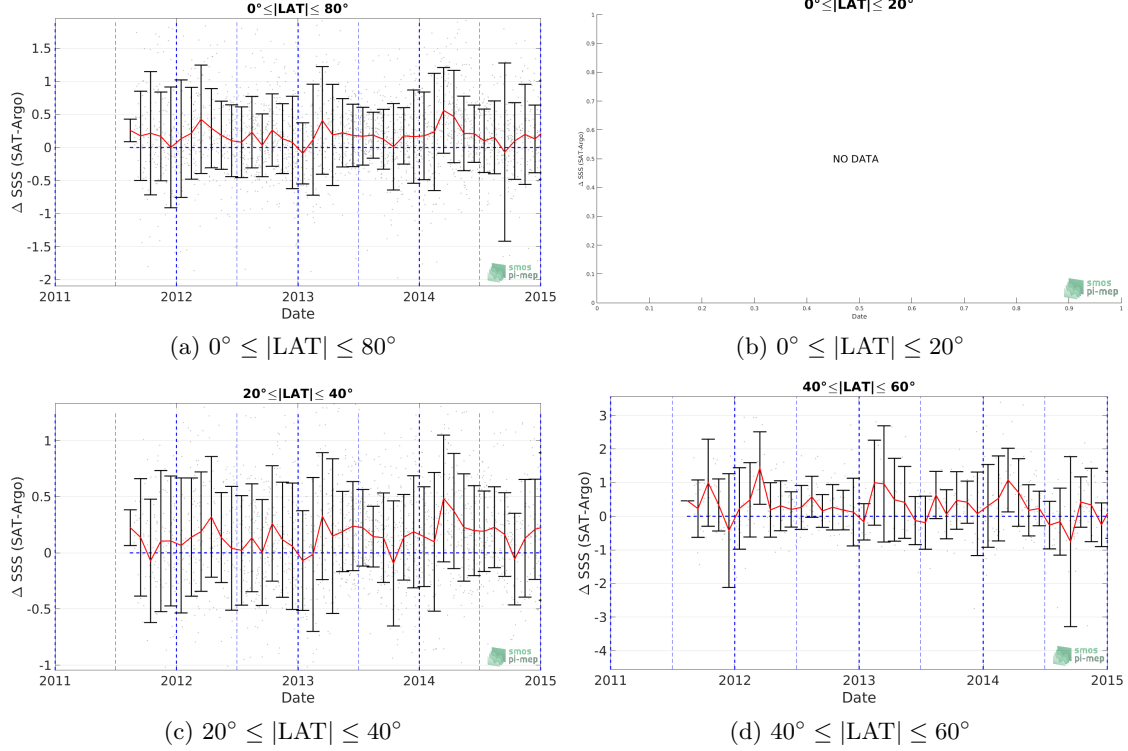 0°≤|LAT|≤ 80°
Δ SSS (SAT-Argo)
1.5
1
0.5
0
-0.5
-1
-1.5
-2
2011 2012 2013 2014 2015
Date
smos
pi-mep
(a) 0° ≤ |LAT| ≤ 80°
0°≤|LAT|≤ 20°
Δ SSS (SAT-Argo)
1
0.9
0.8
0.7
0.6
0.5
0.4
0.3
0.2
0.1
0
NO DATA
0 0.1 0.2 0.3 0.4 0.5 0.6 0.7 0.8 0.9 1
Date
smos
pi-mep
(b) 0° ≤ |LAT| ≤ 20°
20°≤|LAT|≤ 40°
Δ SSS (SAT-Argo)
1
0.5
0
-0.5
-1
2011 2012 2013 2014 2015
Date
smos
pi-mep
(c) 20° ≤ |LAT| ≤ 40°
40°≤|LAT|≤ 60°
Δ SSS (SAT-Argo)
3
2
1
0
-1
-2
-3
-4
2011 2012 2013 2014 2015
Date
smos
pi-mep
(d) 40° ≤ |LAT| ≤ 60°